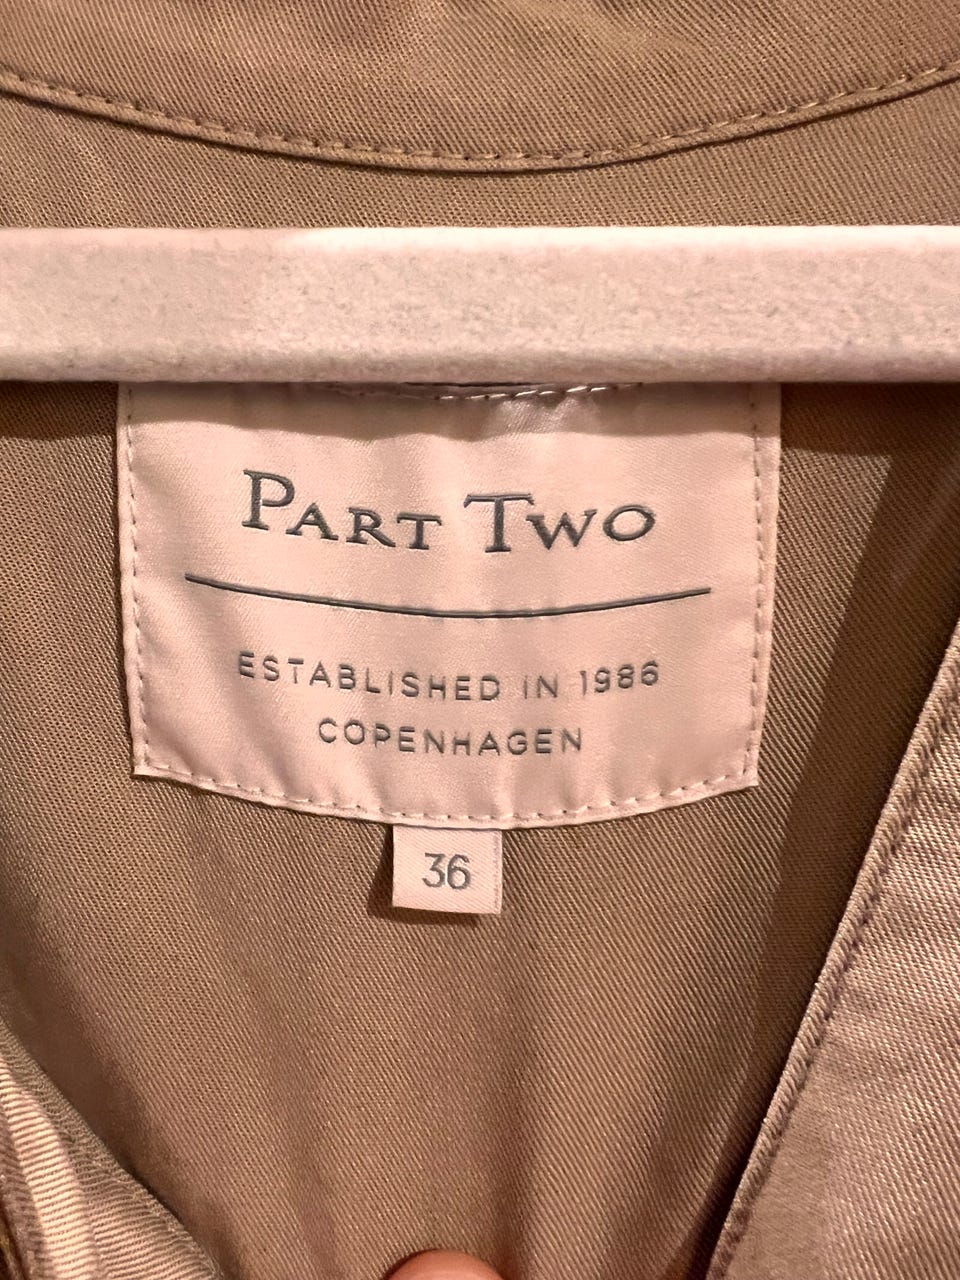 PART TWO
ESTABLISHED IN 1986
COPENHAGEN
36